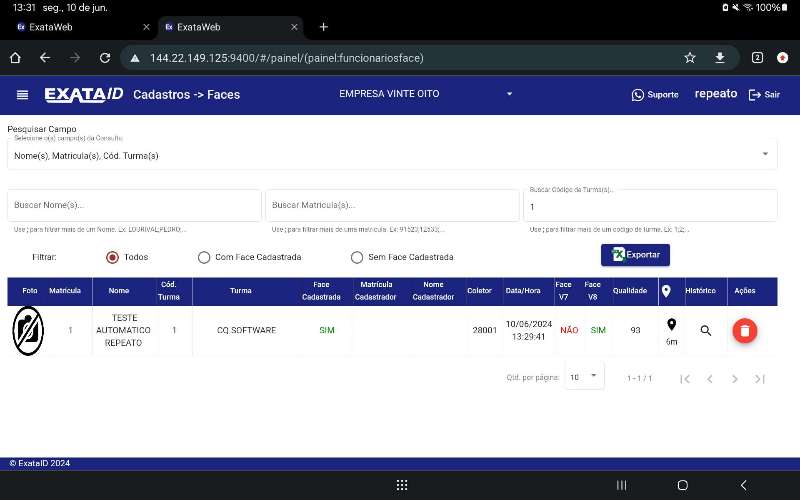 13:31 seg., 10 de jun. 100%
ExataWeb ExataWeb
144.22.149.125:9400/#/painel/(painel:funcionariosface) 2
EXATAID Cadastros -> Faces EMPRESA VINTE OITO Suporte repeato Sair
Pesquisar Campo
Selecione o(s) campo(s) da Consulta
Nome(s), Matricula(s), Cód. Turma(s)
Buscar Código da Turma(s)...
Buscar Nome(s)... Buscar Matricula(s)... 1
Use ; para filtrar mais de um Nome. Ex: LOURIVAL;PEDRO;... Use ; para filtrar mais de uma matricula. Ex: 91623;12533;... Use ; para filtrar mais de um código de turma. Ex: 1;2;...
Filtrar: Todos Com Face Cadastrada Sem Face Cadastrada Exportar
Foto Matrícula Nome Cód. Turma Turma Face Cadastrada Matrícula Cadastrador Nome Cadastrador Coletor Data/Hora Face V7 Face V8 Qualidade Histórico Ações
1 TESTE AUTOMATICO REPEATO 1 CQ.SOFTWARE SIM 28001 10/06/2024 13:29:41 NÃO SIM 93 6m
Qtd. por página: 10 1 - 1 / 1
© ExataID 2024